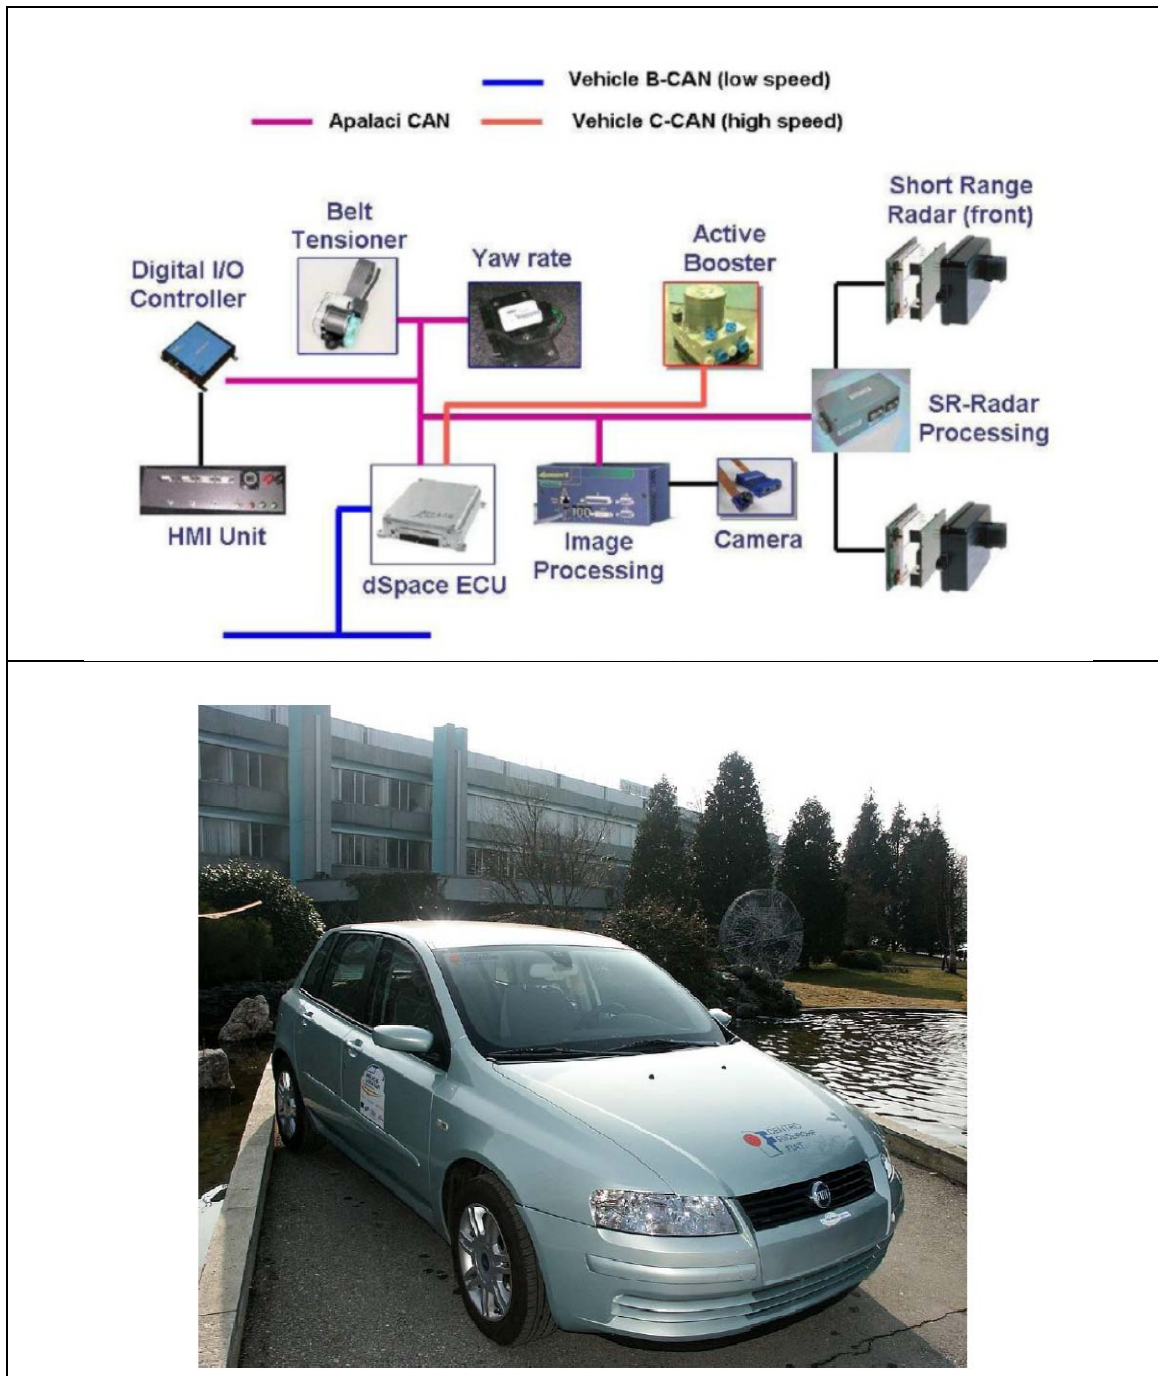 Vehicle B-CAN (low speed)
Apalaci CAN
Vehicle C-CAN (high speed)
Short Range
Radar (front)
Belt
Tensioner
Yaw rate
Active
Booster
Digital I/O
Controller
SR-Radar
Processing
HMI Unit
dSpace ECU
Image
Processing
Camera
CENTRO
RICERCHE
FIAT
FIAT